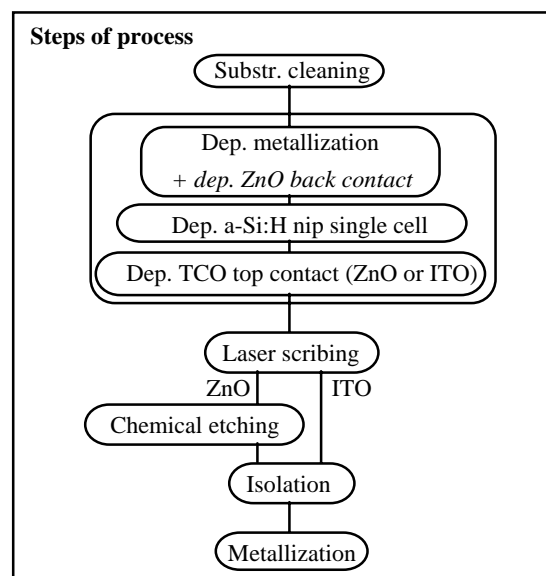 Steps of process
Substr. cleaning
Dep. metallization
+ dep. ZnO back contact
Dep. a-Si:H nip single cell
Dep. TCO top contact (ZnO or ITO)
Laser scribing
ZnO ITO
Chemical etching
Isolation
Metallization